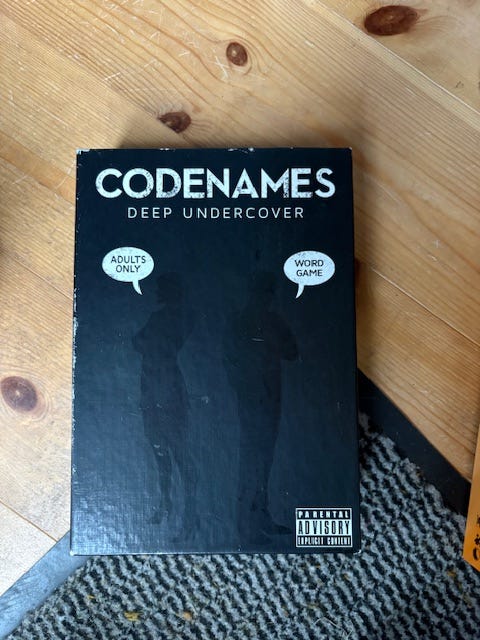 CODENAMES
DEEP UNDERCOVER
ADULTS
ONLY
WORD
GAME
PARENTAL
ADVISORY
EXPLICIT CONTENT